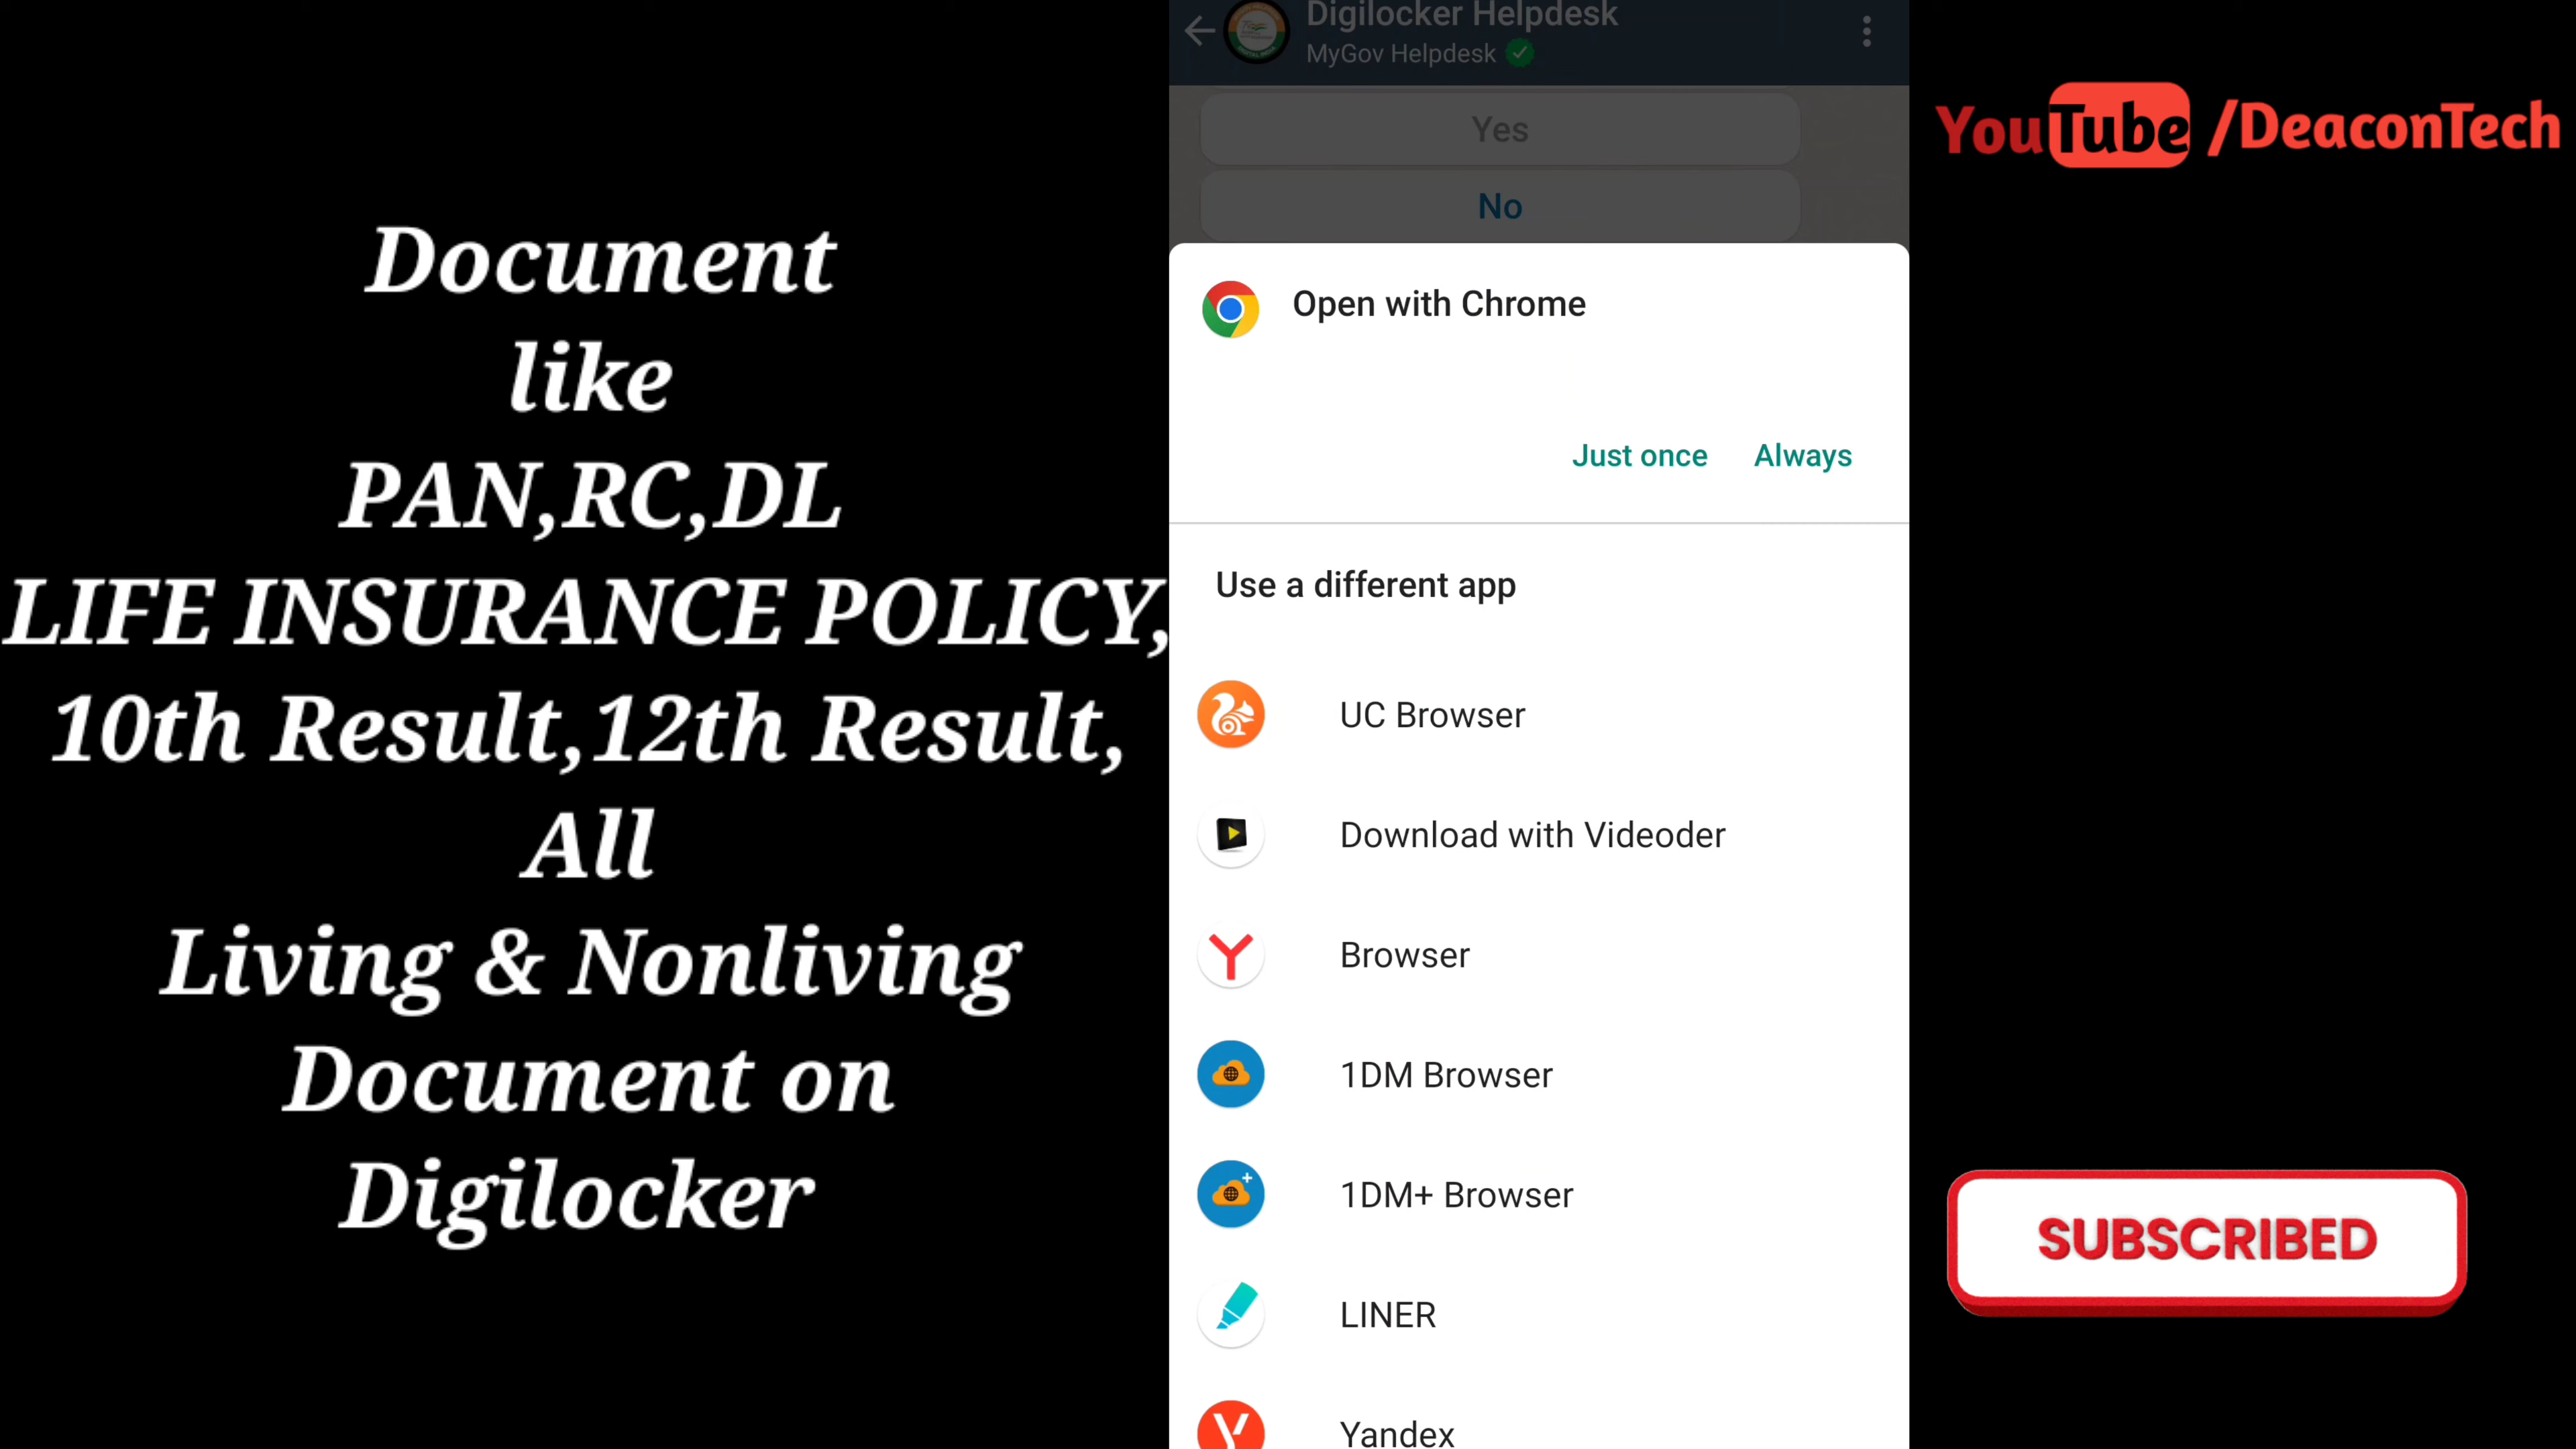 Document
like
PAN,RC,DL
LIFE INSURANCE POLICY,
10th Result,12th Result,
All
Living & Nonliving
Document on
Digilocker
Digilocker Helpdesk
MyGov Helpdesk
Yes
No
Open with Chrome
Just once Always
Use a different app
UC Browser
Download with Videoder
Browser
1DM Browser
1DM+ Browser
LINER
Yandex
YouTube /DeaconTech
SUBSCRIBED